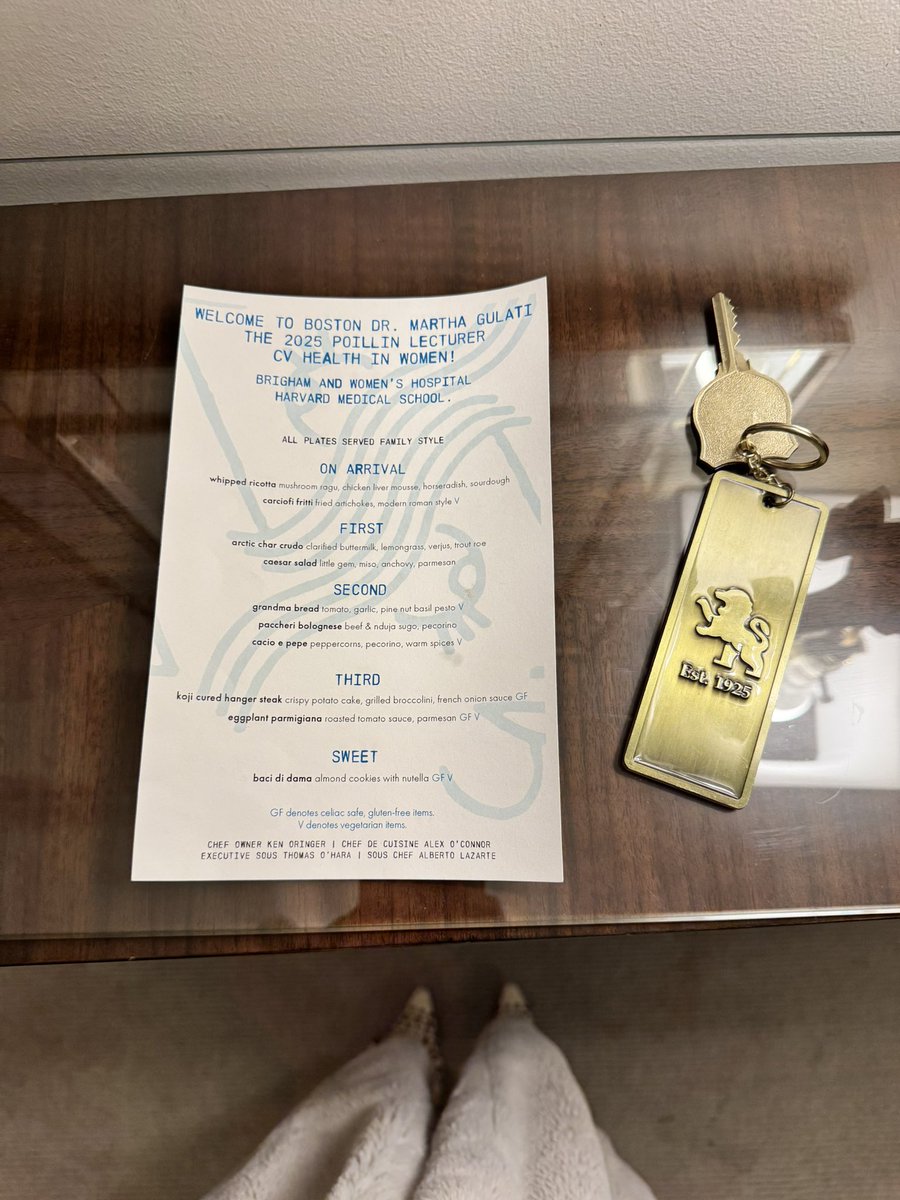 WELCOME TO BOSTON DR. MARTHA GULATI
THE 2025 POILLIN LECTURER
CV HEALTH IN WOMEN!
BRIGHAM AND WOMEN'S HOSPITAL
HARVARD MEDICAL SCHOOL.
ALL PLATES SERVED FAMILY STYLE
ON ARRIVAL
whipped ricotta mushroom ragu, chicken liver mousse, horseradish, sourdough
carciofi fritti fried artichokes, modern roman style V
FIRST
arctic char crudo clarified buttermilk, lemongrass, verjus, trout roe
caesar salad little gem, miso, anchovy, parmesan
SECOND
grandma bread tomato, garlic, pine nut basil pesto V
paccheri bolognese beef & nduja sugo, pecorino
cacio e pepe peppercorns, pecorino, warm spices V
THIRD
koji cured hanger steak crispy potato cake, grilled broccolini, french onion sauce GF
eggplant parmigiana roasted tomato sauce, parmesan GF V
SWEET
baci di dama almond cookies with nutella GF V
GF denotes celiac safe, gluten-free items.
V denotes vegetarian items.
CHEF OWNER KEN ORINGER | CHEF DE CUISINE ALEX O'CONNOR
EXECUTIVE SOUS THOMAS O'HARA | SOUS CHEF ALBERTO LAZARTE
Est. 1925